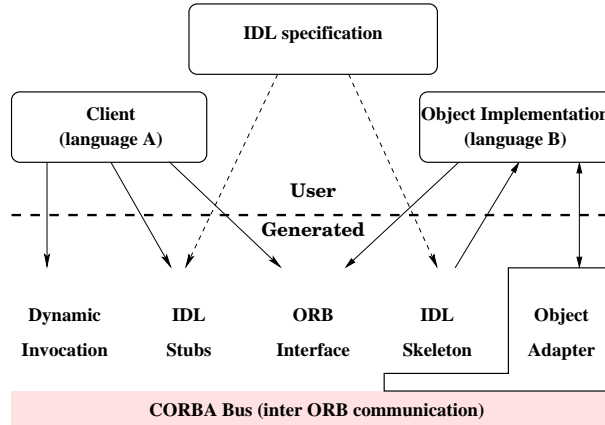 IDL specification
Client
(language A)
Object Implementation
(language B)
User
Generated
Dynamic
Invocation
IDL
Stubs
ORB
Interface
IDL
Skeleton
Object
Adapter
CORBA Bus (inter ORB communication)